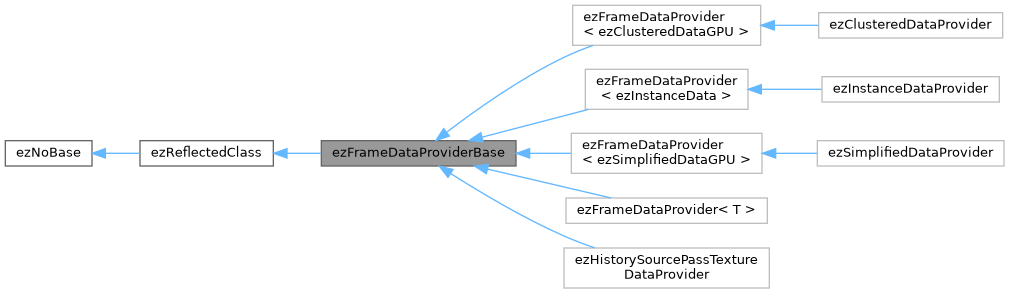 ezNoBase
ezReflectedClass
ezFrameDataProviderBase
ezFrameDataProvider
< ezClusteredDataGPU >
ezClusteredDataProvider
ezFrameDataProvider
< ezInstanceData >
ezInstanceDataProvider
ezFrameDataProvider
< ezSimplifiedDataGPU >
ezSimplifiedDataProvider
ezFrameDataProvider< T >
ezHistorySourcePassTexture
DataProvider